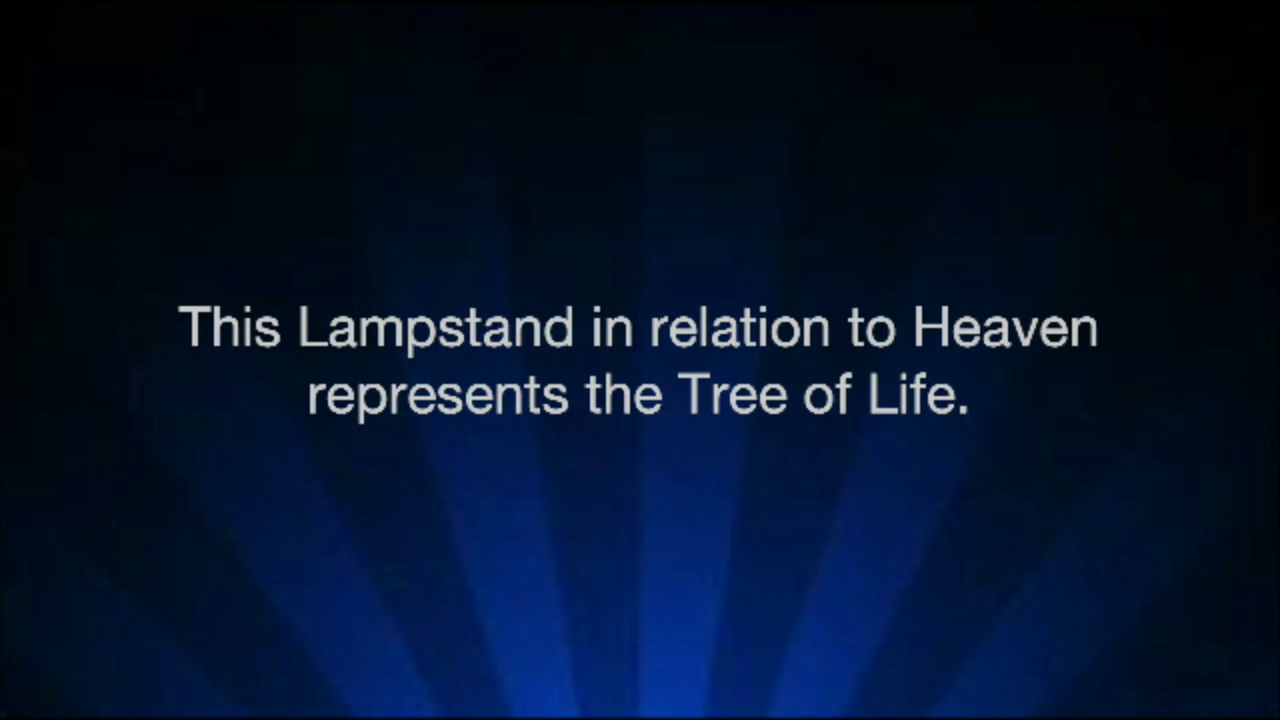 This Lampstand in relation to Heaven
represents the Tree of Life.